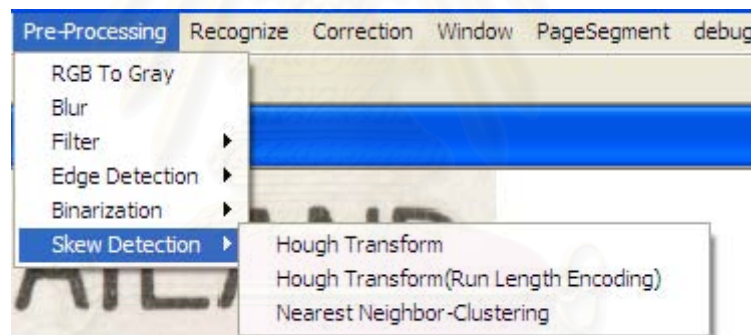 Pre-Processing Recognize Correction Window PageSegment debug
RGB To Gray
Blur
Filter
Edge Detection
Binarization
Skew Detection
Hough Transform
Hough Transform(Run Length Encoding)
Nearest Neighbor-Clustering